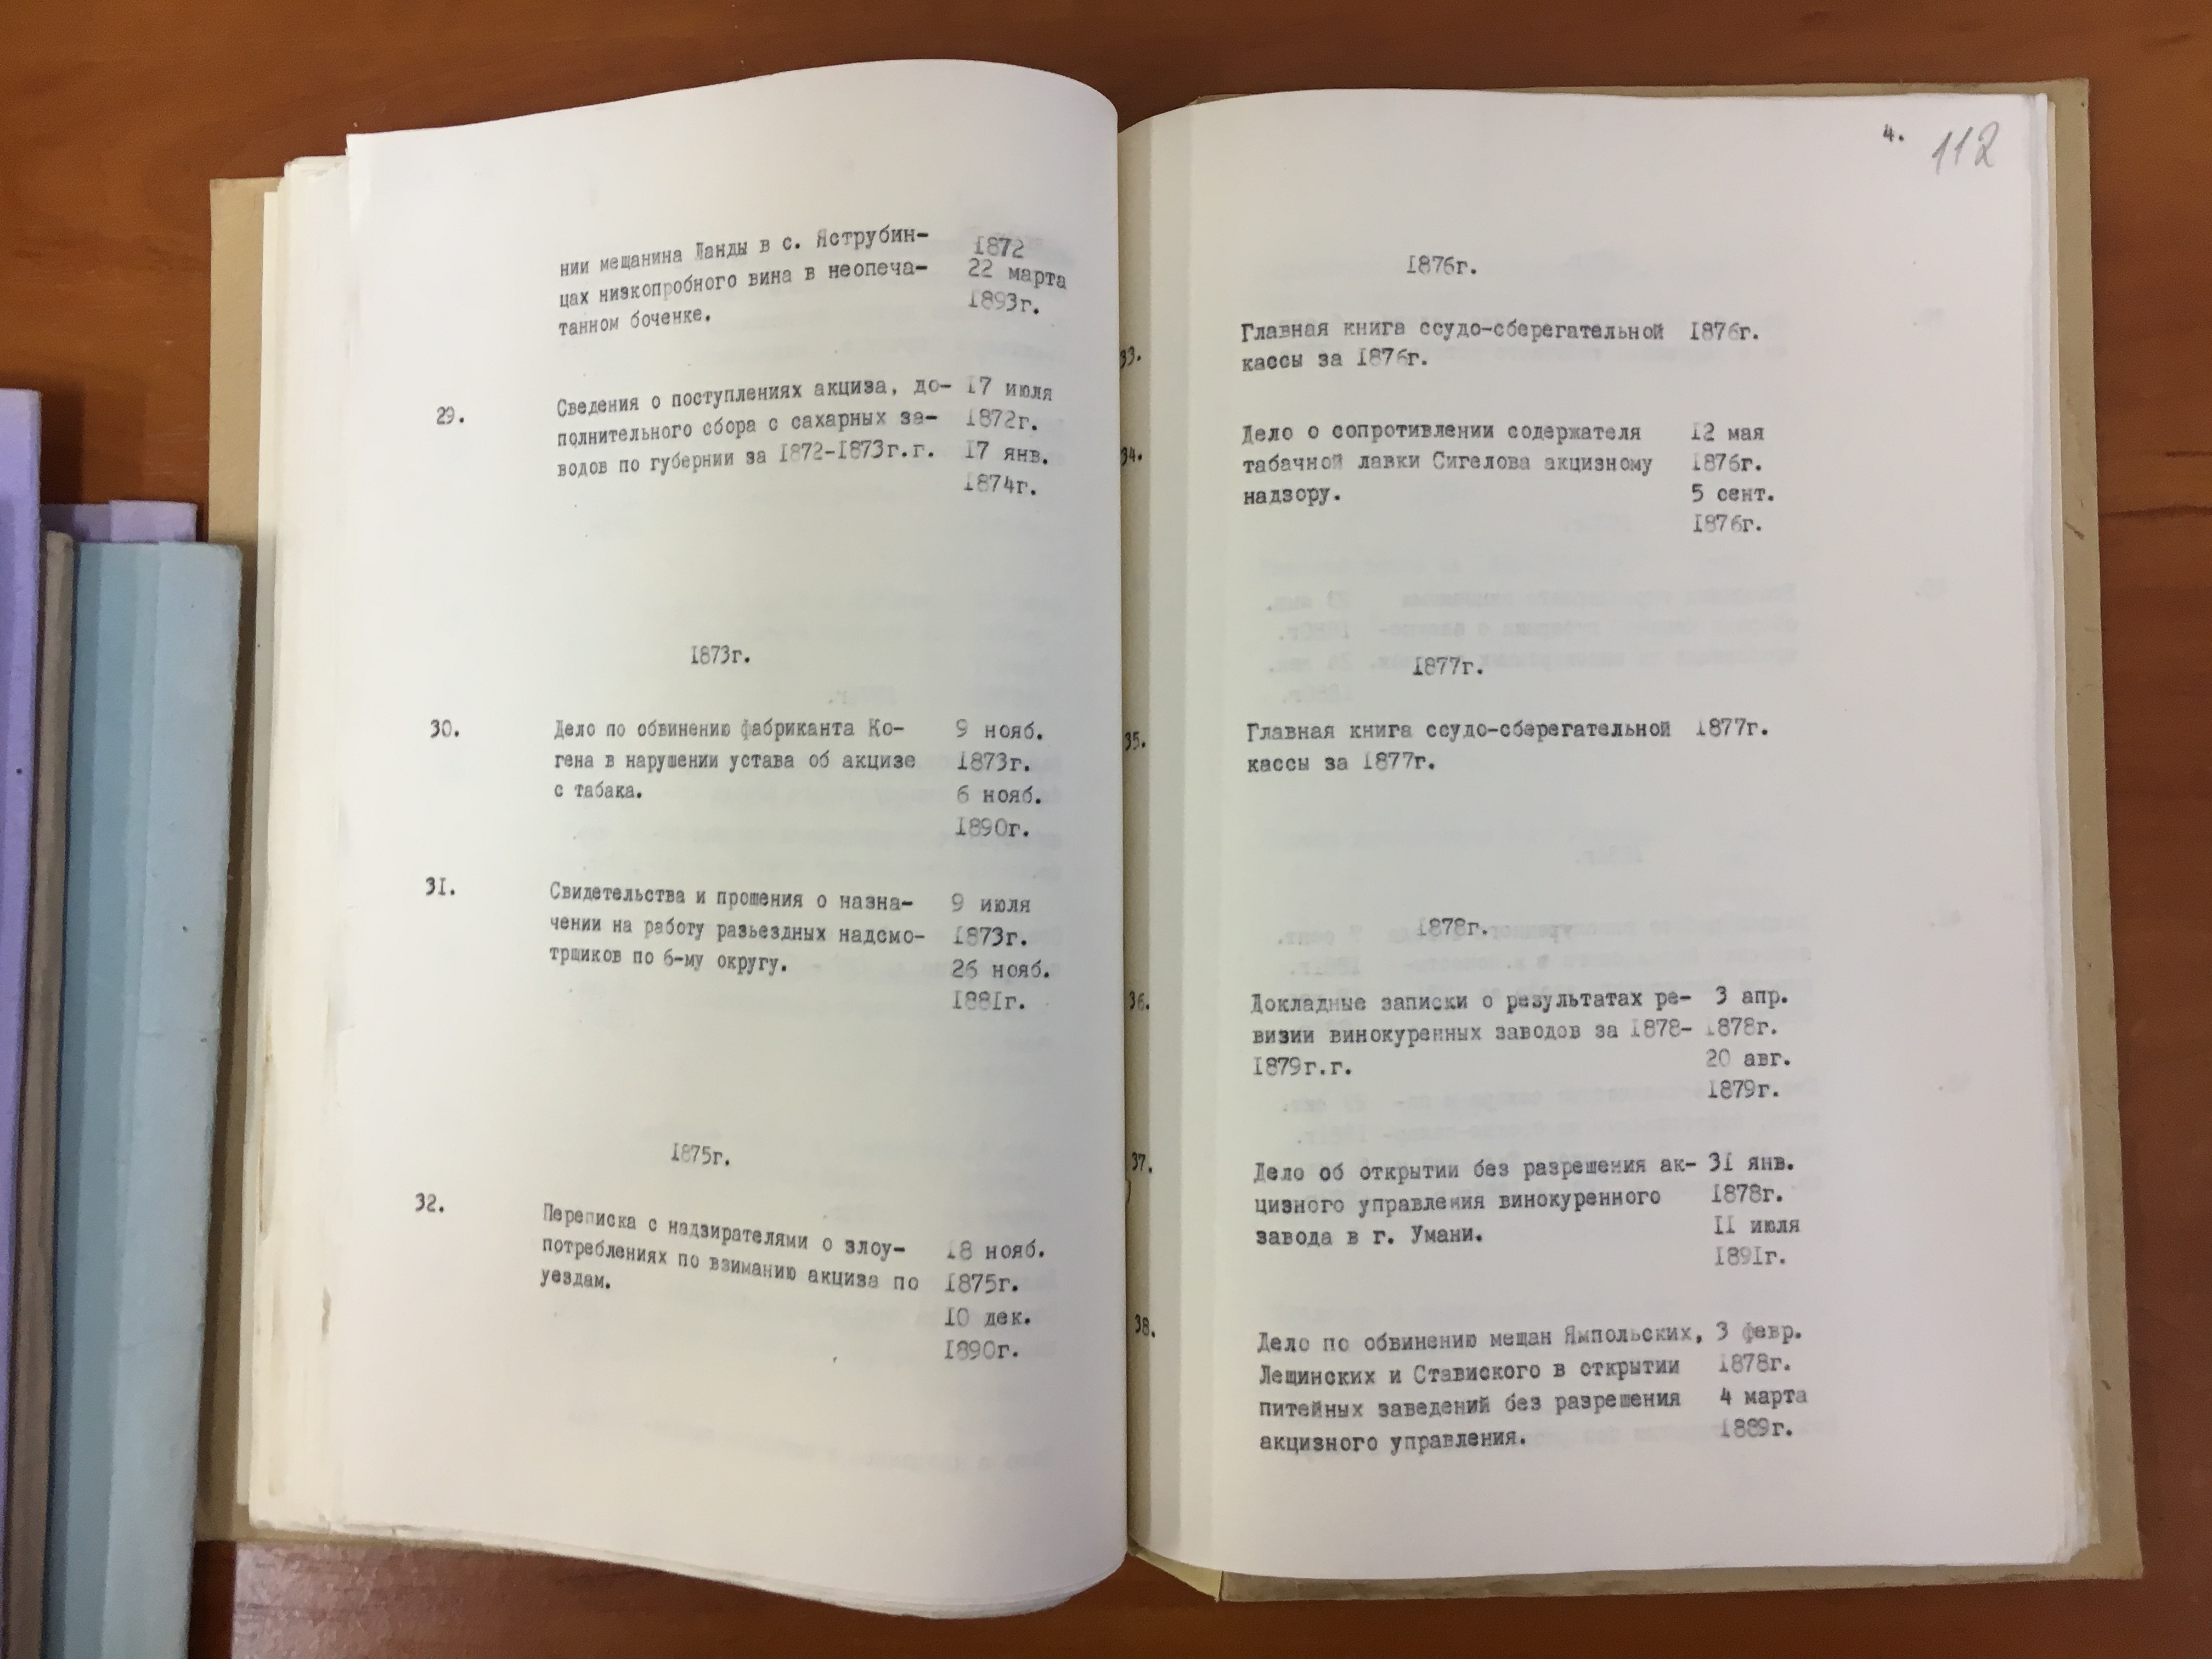 нии мещанина Ланды в с. Яструбин-
цах низкопробного вина в неопеча-
танном боченке.
1872
22 марта
1893г.
29.
Сведения о поступлениях акциза, до-
полнительного сбора с сахарных за-
водов по губернии за 1872-1873г.г.
17 июля
1872г.
17 янв.
1874г.
1873г.
30.
Дело по обвинению фабриканта Ко-
гена в нарушении устава об акцизе
с табака.
9 нояб.
1873г.
6 нояб.
1890г.
31.
Свидетельства и прошения о назна-
чении на работу разьездных надсмо-
трщиков по 6-му округу.
9 июля
1873г.
26 нояб.
1881г.
1875г.
32.
Переписка с надзирателями о злоу-
потреблениях по взиманию акциза по
уездам.
18 нояб.
1875г.
10 дек.
1890г.
4.
112
1876г.
33.
Главная книга ссудо-сберегательной
кассы за 1876г.
1876г.
34.
Дело о сопротивлении содержателя
табачной лавки Сигелова акцизному
надзору.
12 мая
1876г.
5 сент.
1876г.
1877г.
35.
Главная книга ссудо-сберегательной
кассы за 1877г.
1877г.
1878г.
36.
Докладные записки о результатах ре-
визии винокуренных заводов за 1878-
1879г.г.
3 апр.
1878г.
20 авг.
1879г.
37.
Дело об открытии без разрешения ак-
цизного управления винокуренного
завода в г. Умани.
31 янв.
1878г.
11 июля
1891г.
38.
Дело по обвинению мещан Ямпольских,
Лещинских и Ставиского в открытии
питейных заведений без разрешения
акцизного управления.
3 февр.
1878г.
4 марта
1889г.